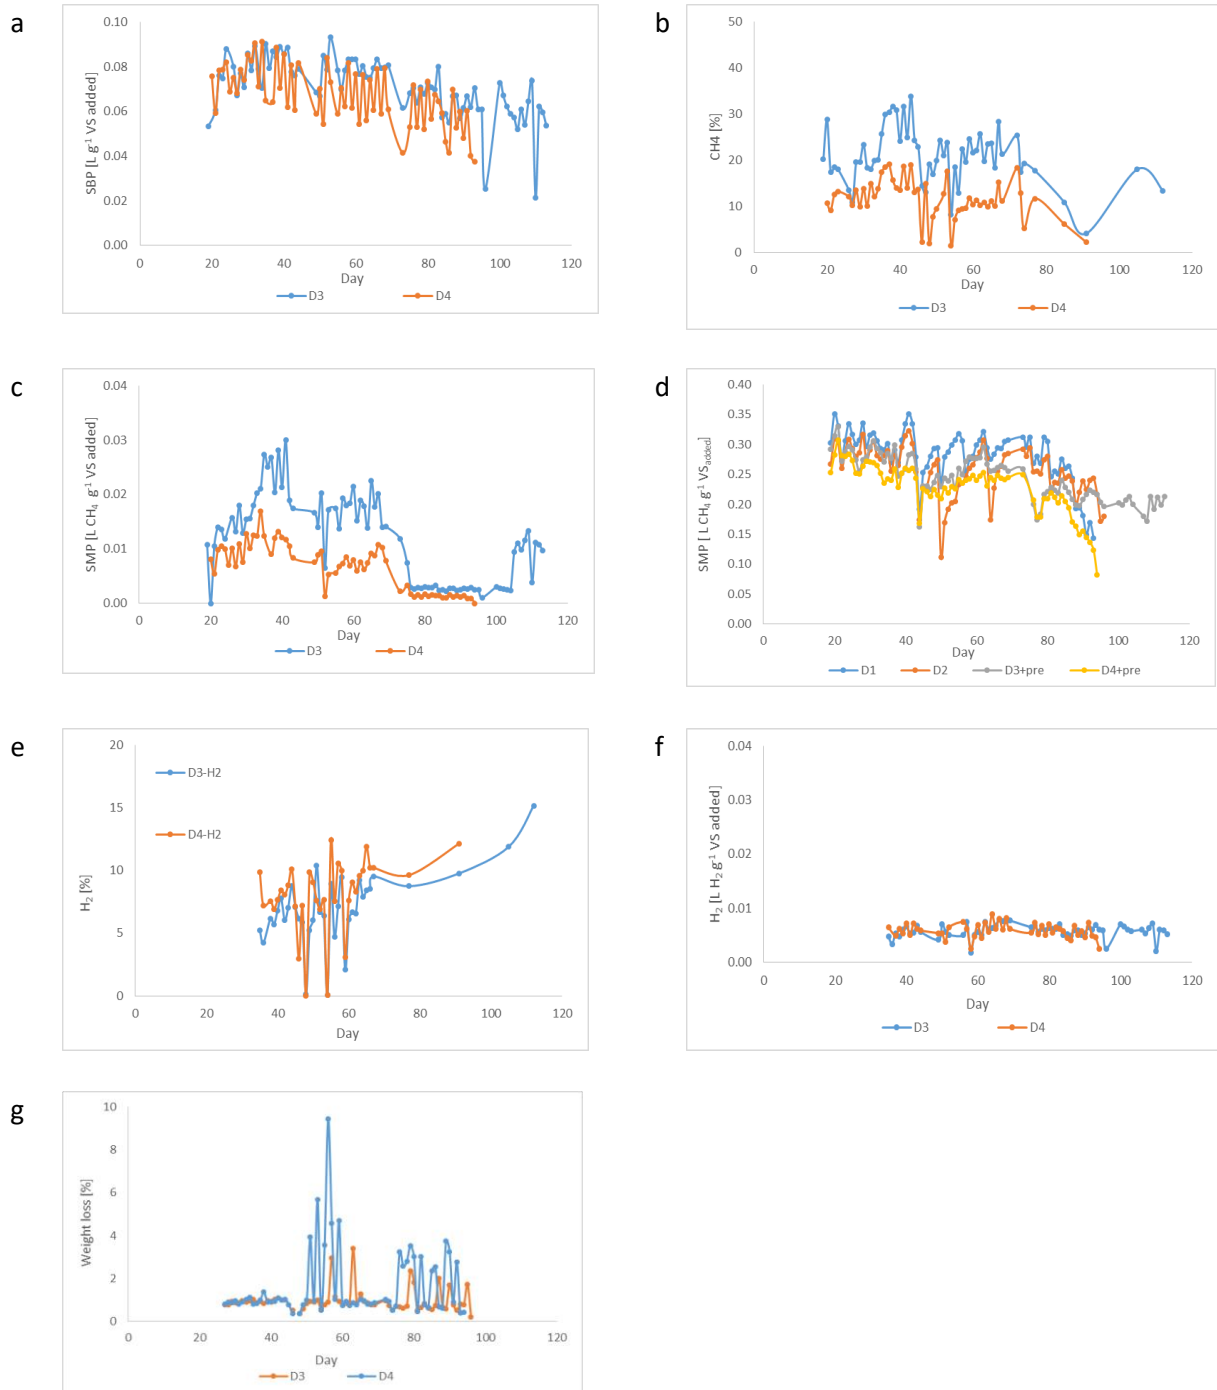 a
SBP [L g-1 VS added]
0.10
0.08
0.06
0.04
0.02
0.00
0 20 40 60 80 100 120
Day
D3 D4
b
CH4 [%]
50
40
30
20
10
0
0 20 40 60 80 100 120
Day
D3 D4
c
SMP [L CH4 g-1 VS added]
0.04
0.03
0.02
0.01
0.00
0 20 40 60 80 100 120
Day
D3 D4
d
SMP [ L CH4 g-1 VSadded]
0.40
0.35
0.30
0.25
0.20
0.15
0.10
0.05
0.00
0 20 40 60 80 100 120
Day
D1 D2 D3+pre D4+pre
e
H2 [%]
20
15
10
5
0
D3-H2
D4-H2
0 20 40 60 80 100 120
Day
f
H2 [L H2 g-1 VS added]
0.04
0.03
0.02
0.01
0.00
0 20 40 60 80 100 120
Day
D3 D4
g
Weight loss [%]
10
8
6
4
2
0
0 20 40 60 80 100 120
Day
D3 D4